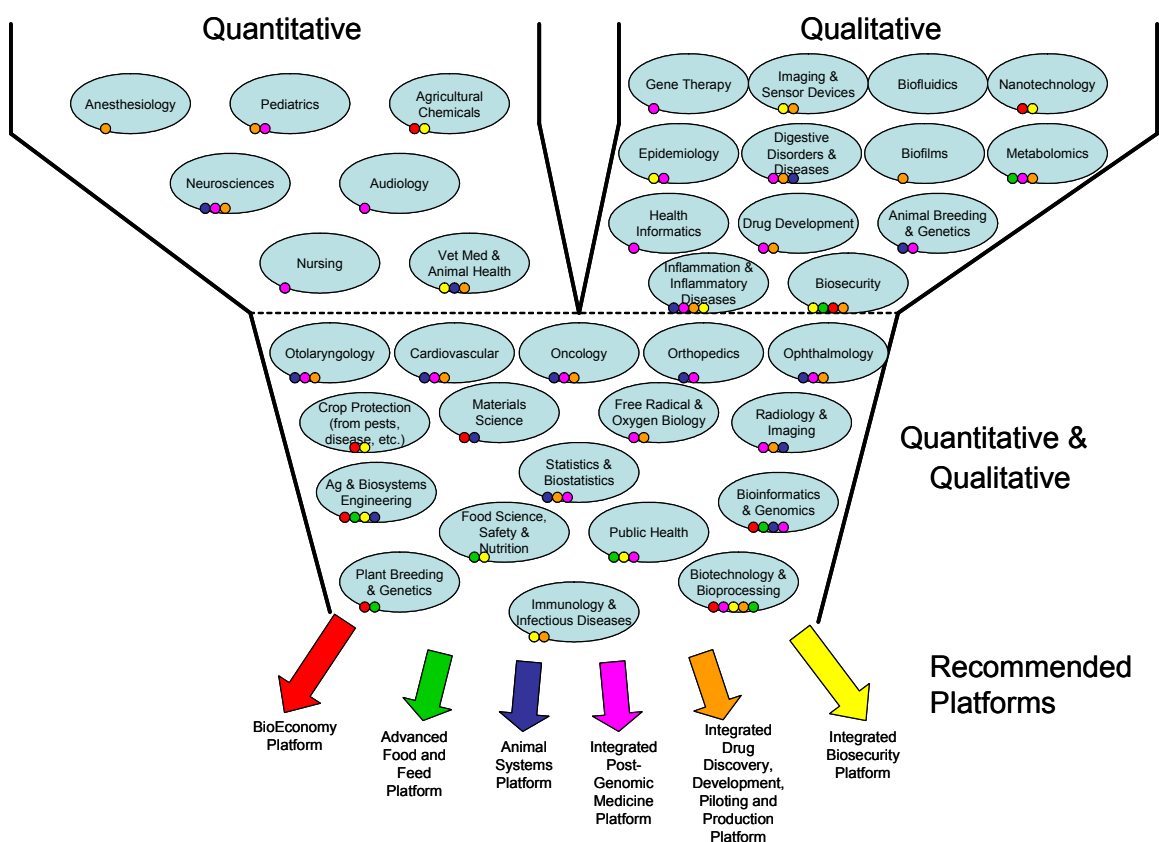 Quantitative
Qualitative
Anesthesiology
Pediatrics
Agricultural
Chemicals
Neurosciences
Audiology
Nursing
Vet Med &
Animal Health
Gene Therapy
Imaging &
Sensor Devices
Biofluidics
Nanotechnology
Epidemiology
Digestive
Disorders &
Diseases
Biofilms
Metabolomics
Health
Informatics
Drug Development
Animal Breeding
& Genetics
Inflammation &
Inflammatory
Diseases
Biosecurity
Otolaryngology
Cardiovascular
Oncology
Orthopedics
Ophthalmology
Crop Protection
(from pests,
disease, etc.)
Materials
Science
Free Radical &
Oxygen Biology
Radiology &
Imaging
Quantitative &
Qualitative
Statistics &
Biostatistics
Ag & Biosystems
Engineering
Bioinformatics
& Genomics
Food Science,
Safety &
Nutrition
Public Health
Plant Breeding
& Genetics
Biotechnology &
Bioprocessing
Immunology &
Infectious Diseases
Recommended
Platforms
BioEconomy
Platform
Advanced
Food and
Feed
Platform
Animal
Systems
Platform
Integrated
Post-
Genomic
Medicine
Platform
Integrated
Drug
Discovery,
Development,
Piloting and
Production
Platform
Integrated
Biosecurity
Platform